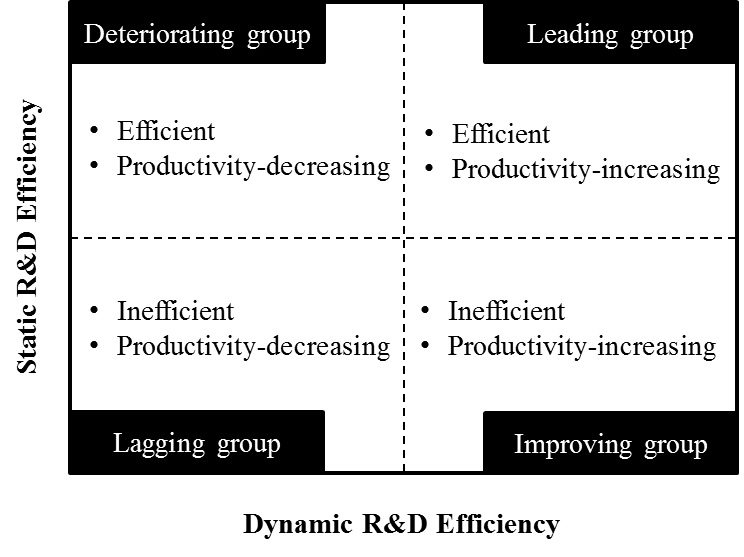 Deteriorating group
Leading group
• Efficient
• Productivity-decreasing
• Efficient
• Productivity-increasing
Static R&D Efficiency
• Inefficient
• Productivity-decreasing
• Inefficient
• Productivity-increasing
Lagging group
Improving group
Dynamic R&D Efficiency